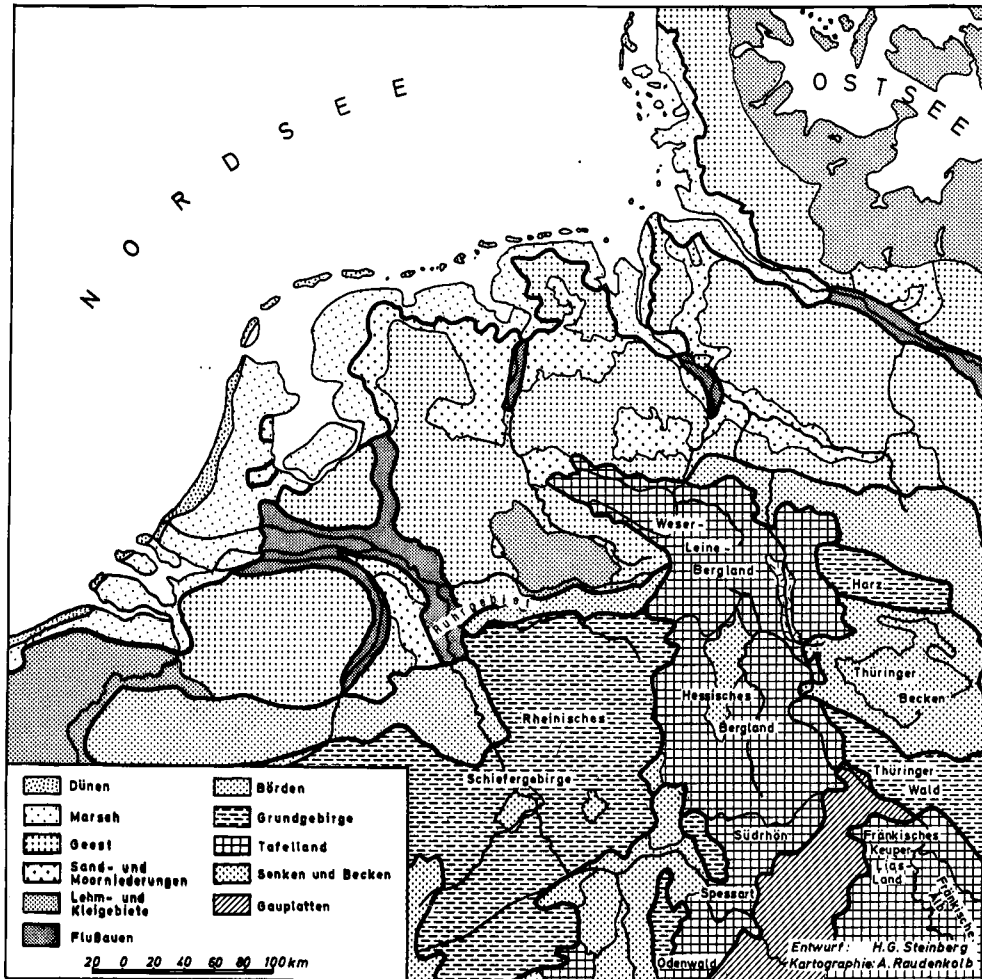 NORDSEE
OSTSEE
Weser-
Leine-
Bergland
Harz
Ruhrgebiet
Thüringer
Becken
Hessisches
Bergland
Rheinisches
Schiefergebirge
Thüringer
Wald
Südrhön
Fränkisches
Keuper-
Lias-
Land
Fränkische
Alb
Spessart
Odenwald
Dünen
Marsch
Geest
Sand- und
Moorniederungen
Lehm- und
Kleigebiete
Flußauen
Börden
Grundgebirge
Tafelland
Senken und Becken
Gauplatten
20 0 20 40 60 80 100 km
Entwurf: H.G. Steinberg
Kartographie: A. Raudenkolb